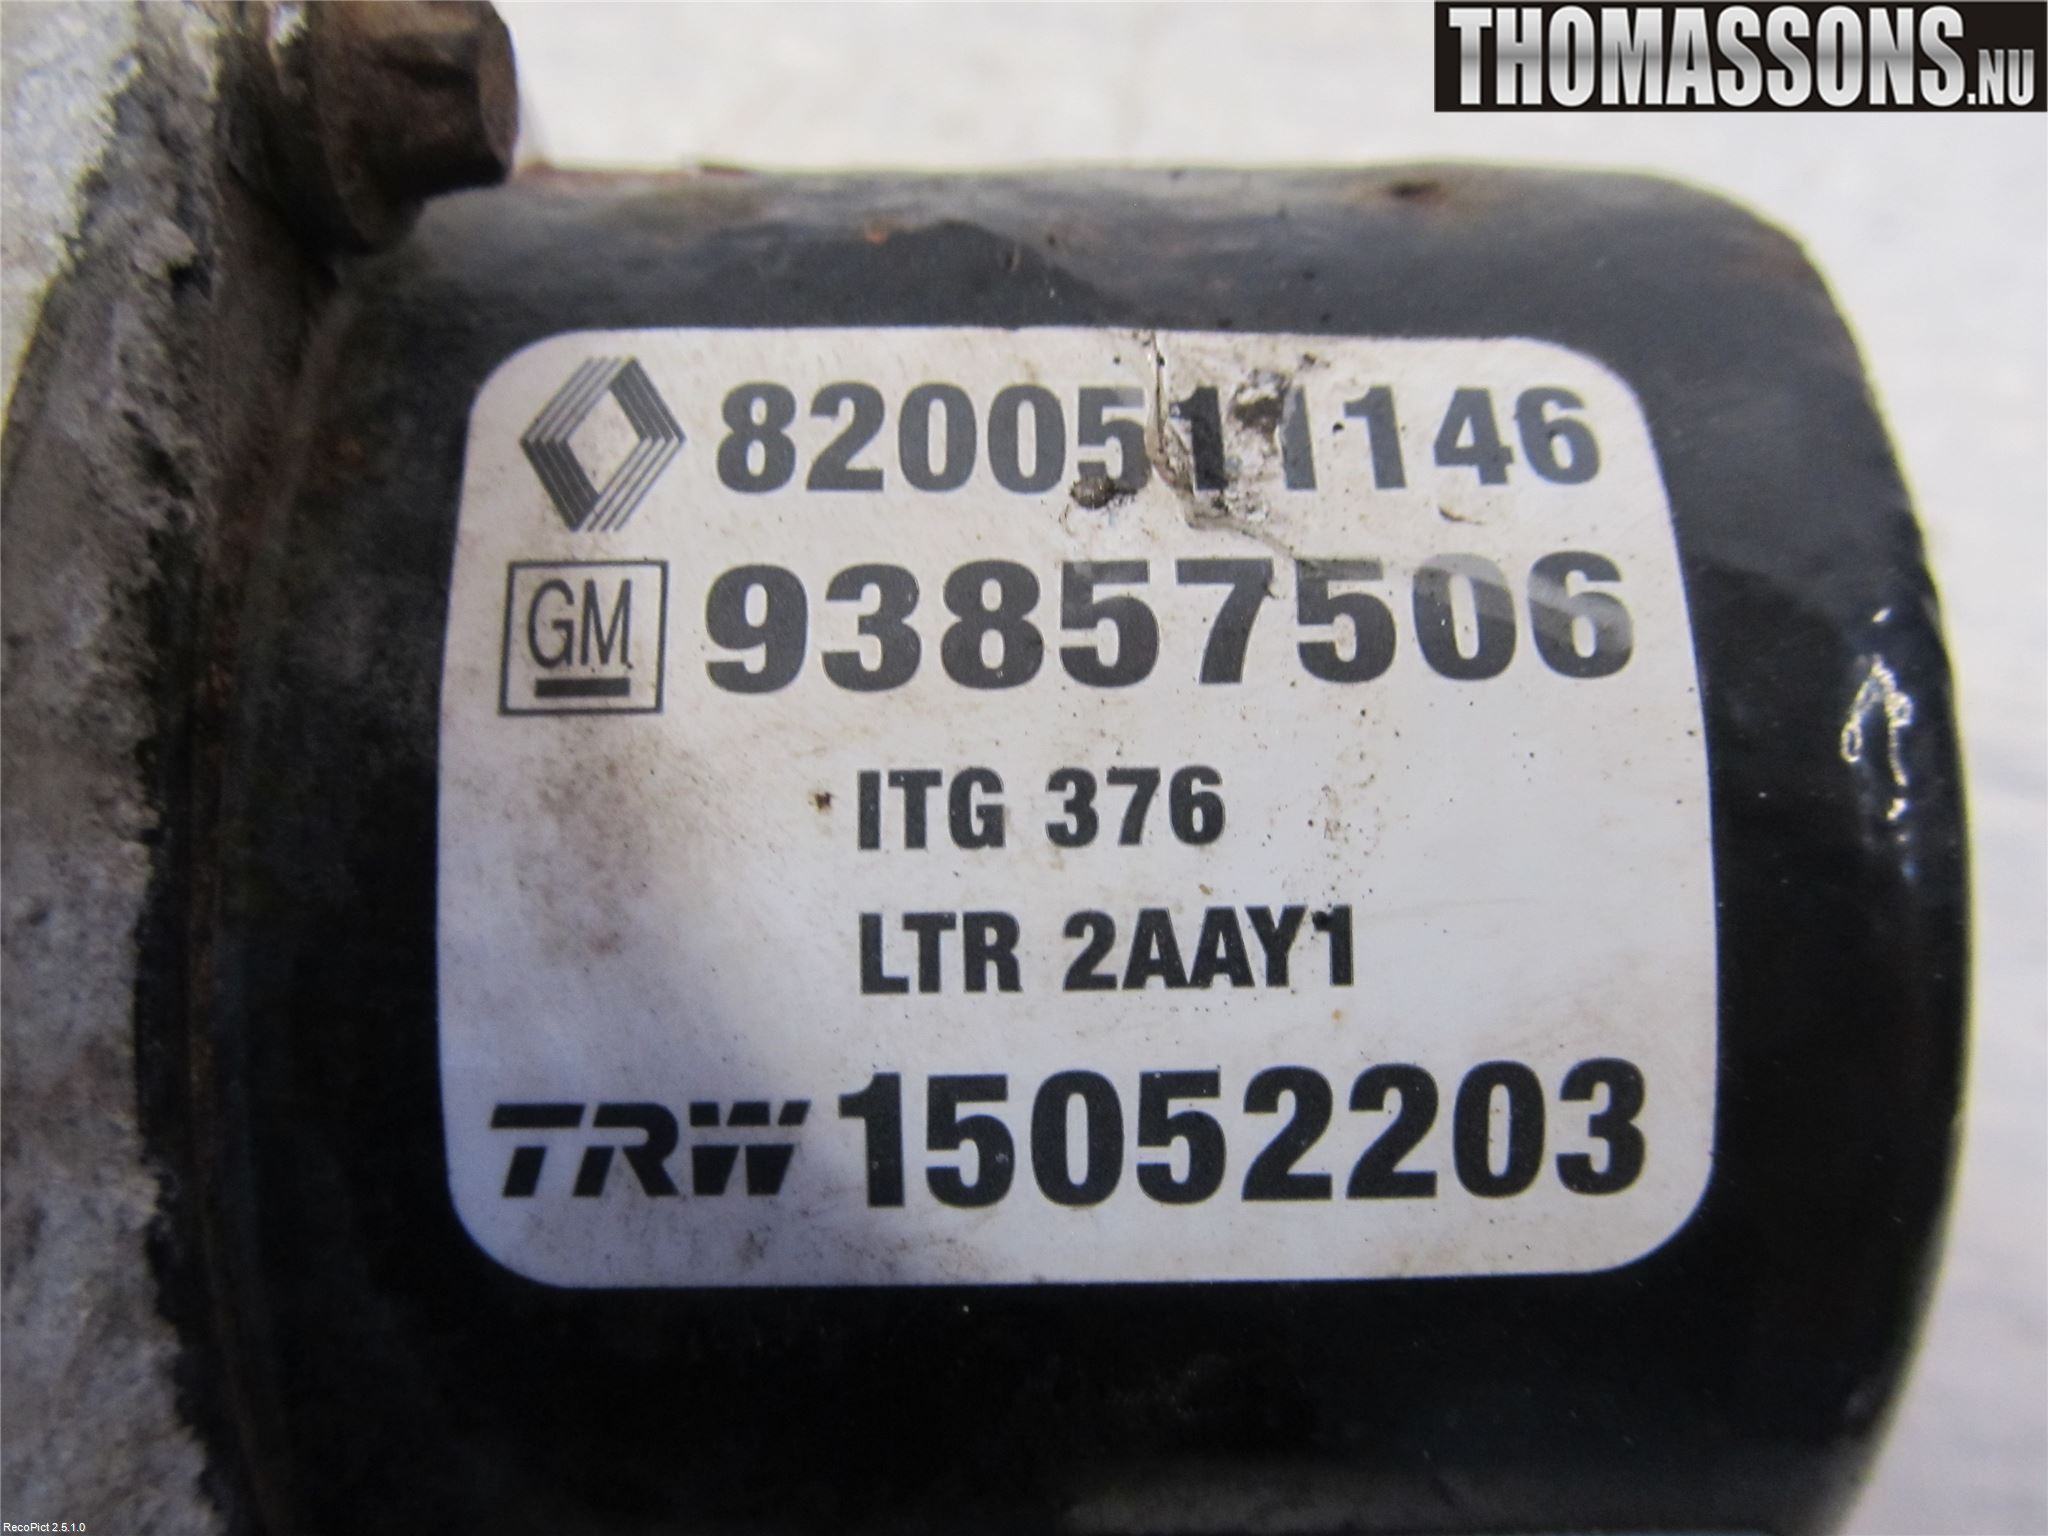 THOMASSONS.NU
8200511146
GM 93857506
ITG 376
LTR 2AAY1
TRW 15052203
RecoPict 2.5.1.0